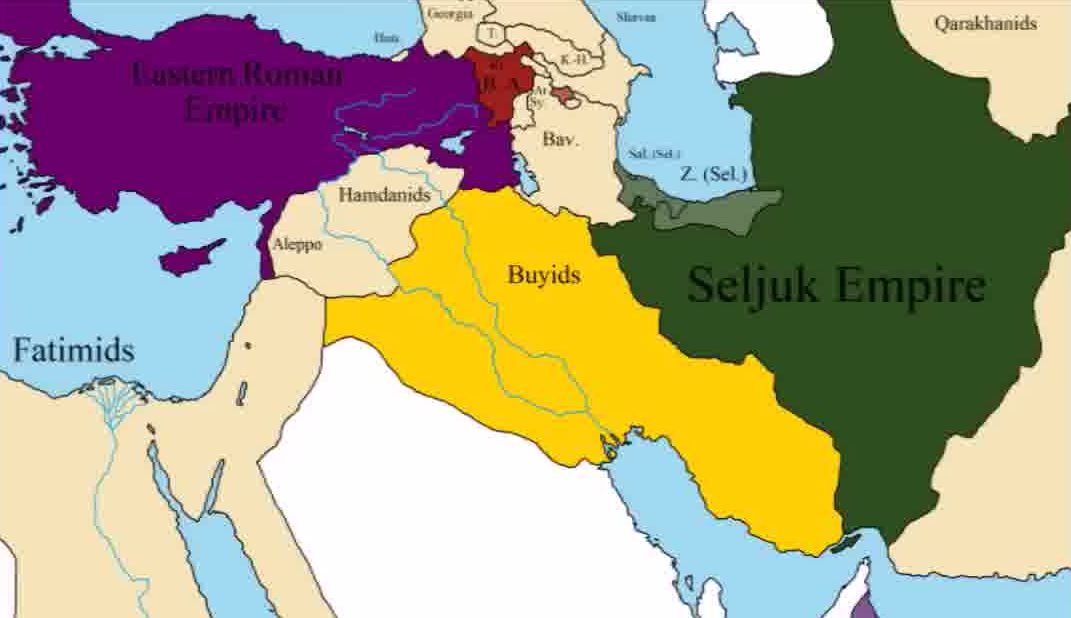 Georgia
Shirvan
Qarakhanids
T.
K.-H.
Eastern Roman
Empire
B. A.
Ar.
Sy.
Bav.
Sal. (Sel.)
Z. (Sel.)
Hamdanids
Aleppo
Buyids
Seljuk Empire
Fatimids